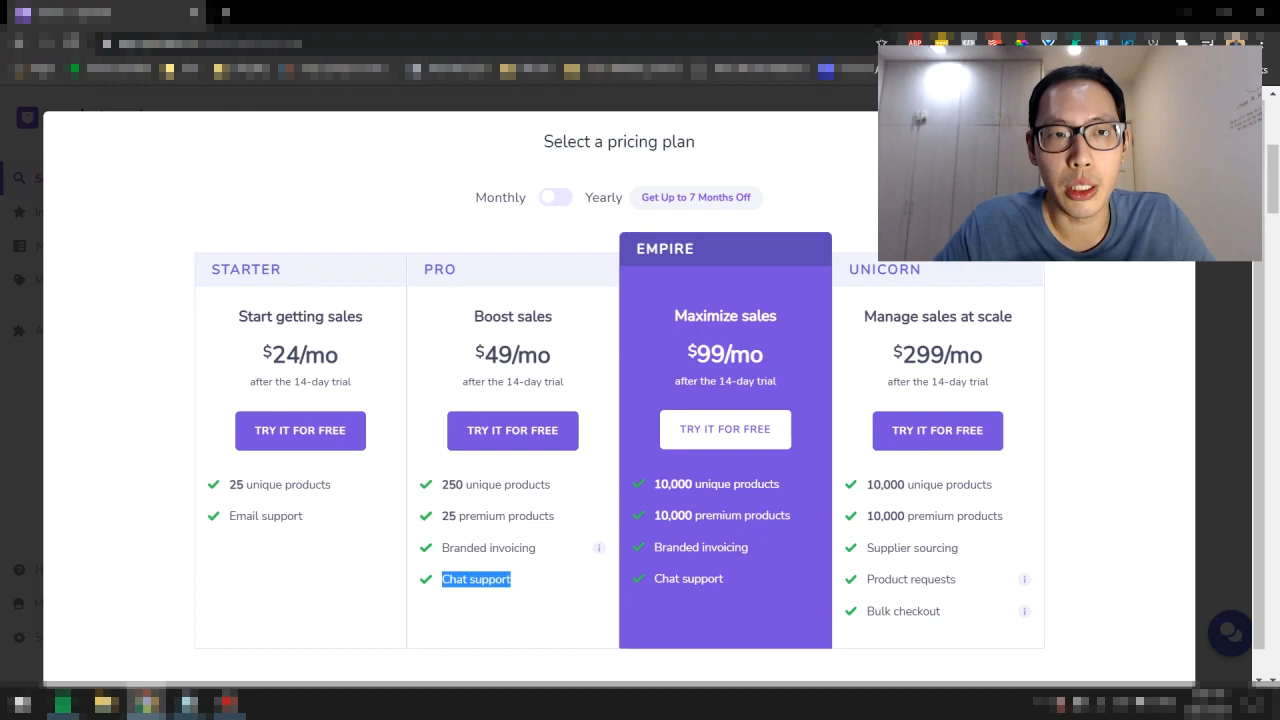 ABP
Select a pricing plan
Monthly
Yearly
Get Up to 7 Months Off
STARTER
Start getting sales
$24/mo
after the 14-day trial
TRY IT FOR FREE
25 unique products
Email support
PRO
Boost sales
$49/mo
after the 14-day trial
TRY IT FOR FREE
250 unique products
25 premium products
Branded invoicing
Chat support
EMPIRE
Maximize sales
$99/mo
after the 14-day trial
TRY IT FOR FREE
10,000 unique products
10,000 premium products
Branded invoicing
Chat support
UNICORN
Manage sales at scale
$299/mo
after the 14-day trial
TRY IT FOR FREE
10,000 unique products
10,000 premium products
Supplier sourcing
Product requests
Bulk checkout